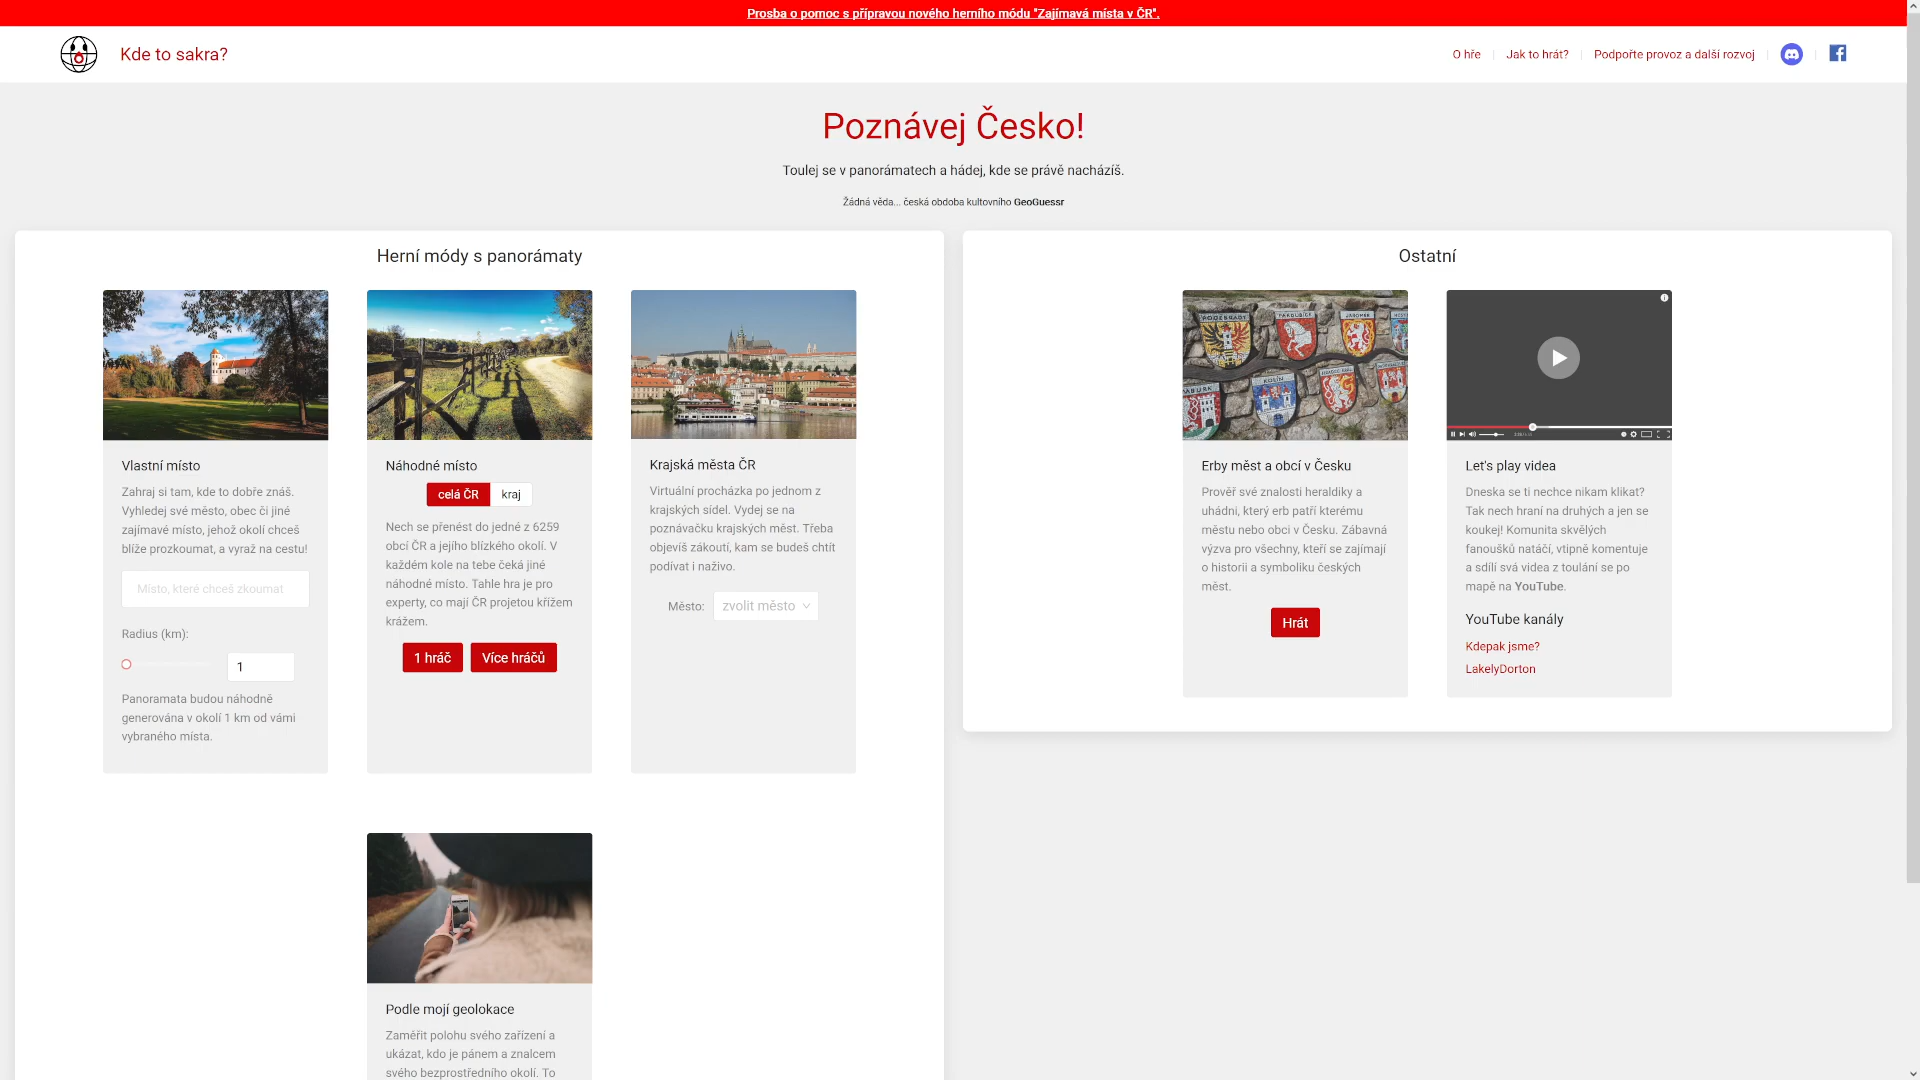 Prosba o pomoc s přípravou nového herního módu "Zajímavá místa v ČR".
Kde to sakra?
O hře
Jak to hrát?
Podpořte provoz a další rozvoj
Poznávej Česko!
Toulej se v panorámatech a hádej, kde se právě nacházíš.
Žádná věda... česká obdoba kultovního GeoGuessr
Herní módy s panorámaty
Vlastní místo
Zahraj si tam, kde to dobře znáš.
Vyhledej své město, obec či jiné
zajímavé místo, jehož okolí chceš
blíže prozkoumat, a vyraž na cestu!
Místo, které chceš zkoumat
Radius (km):
1
Panoramata budou náhodně
generována v okolí 1 km od vámi
vybraného místa.
Náhodné místo
celá ČR
kraj
Nech se přenést do jedné z 6259
obcí ČR a jejího blízkého okolí. V
každém kole na tebe čeká jiné
náhodné místo. Tahle hra je pro
experty, co mají ČR projetou křížem
krážem.
1 hráč
Více hráčů
Krajská města ČR
Virtuální procházka po jednom z
krajských sídel. Vydej se na
poznávačku krajských měst. Třeba
objevíš zákoutí, kam se budeš chtít
podívat i naživo.
Město:
zvolit město
Podle mojí geolokace
Zaměřit polohu svého zařízení a
ukázat, kdo je pánem a znalcem
svého bezprostředního okolí. To
Ostatní
PARDUBICE
JAROMĚŘ
KOLÍN
Erby měst a obcí v Česku
Prověř své znalosti heraldiky a
uhádni, který erb patří kterému
městu nebo obci v Česku. Zábavná
výzva pro všechny, kteří se zajímají
o historii a symboliku českých
měst.
Hrát
Let's play videa
Dneska se ti nechce nikam klikat?
Tak nech hraní na druhých a jen se
koukej! Komunita skvělých
fanoušků natáčí, vtipně komentuje
a sdílí svá videa z toulání se po
mapě na YouTube.
YouTube kanály
Kdepak jsme?
LakelyDorton